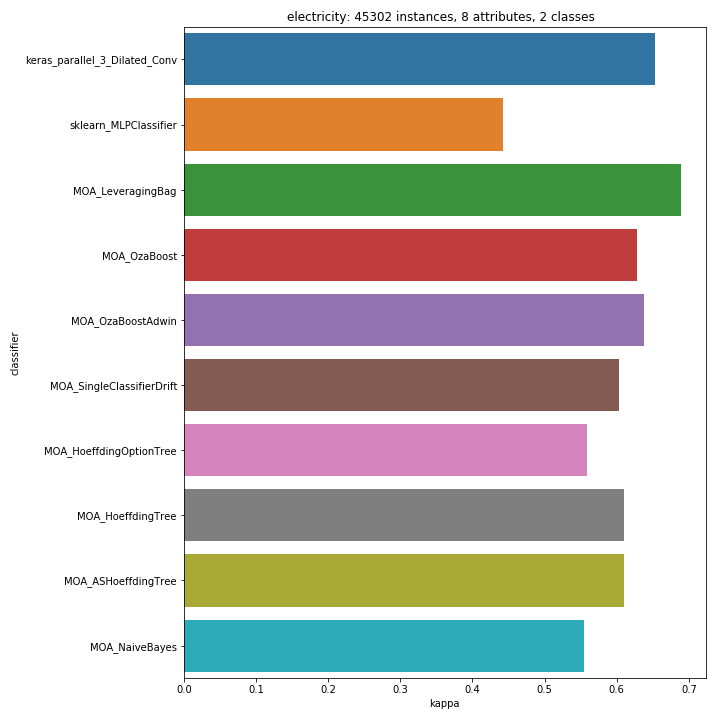 electricity: 45302 instances, 8 attributes, 2 classes
keras_parallel_3_Dilated_Conv
sklearn_MLPClassifier
MOA_LeveragingBag
MOA_OzaBoost
MOA_OzaBoostAdwin
MOA_SingleClassifierDrift
MOA_HoeffdingOptionTree
MOA_HoeffdingTree
MOA_ASHoeffdingTree
MOA_NaiveBayes
classifier
0.0 0.1 0.2 0.3 0.4 0.5 0.6 0.7
kappa